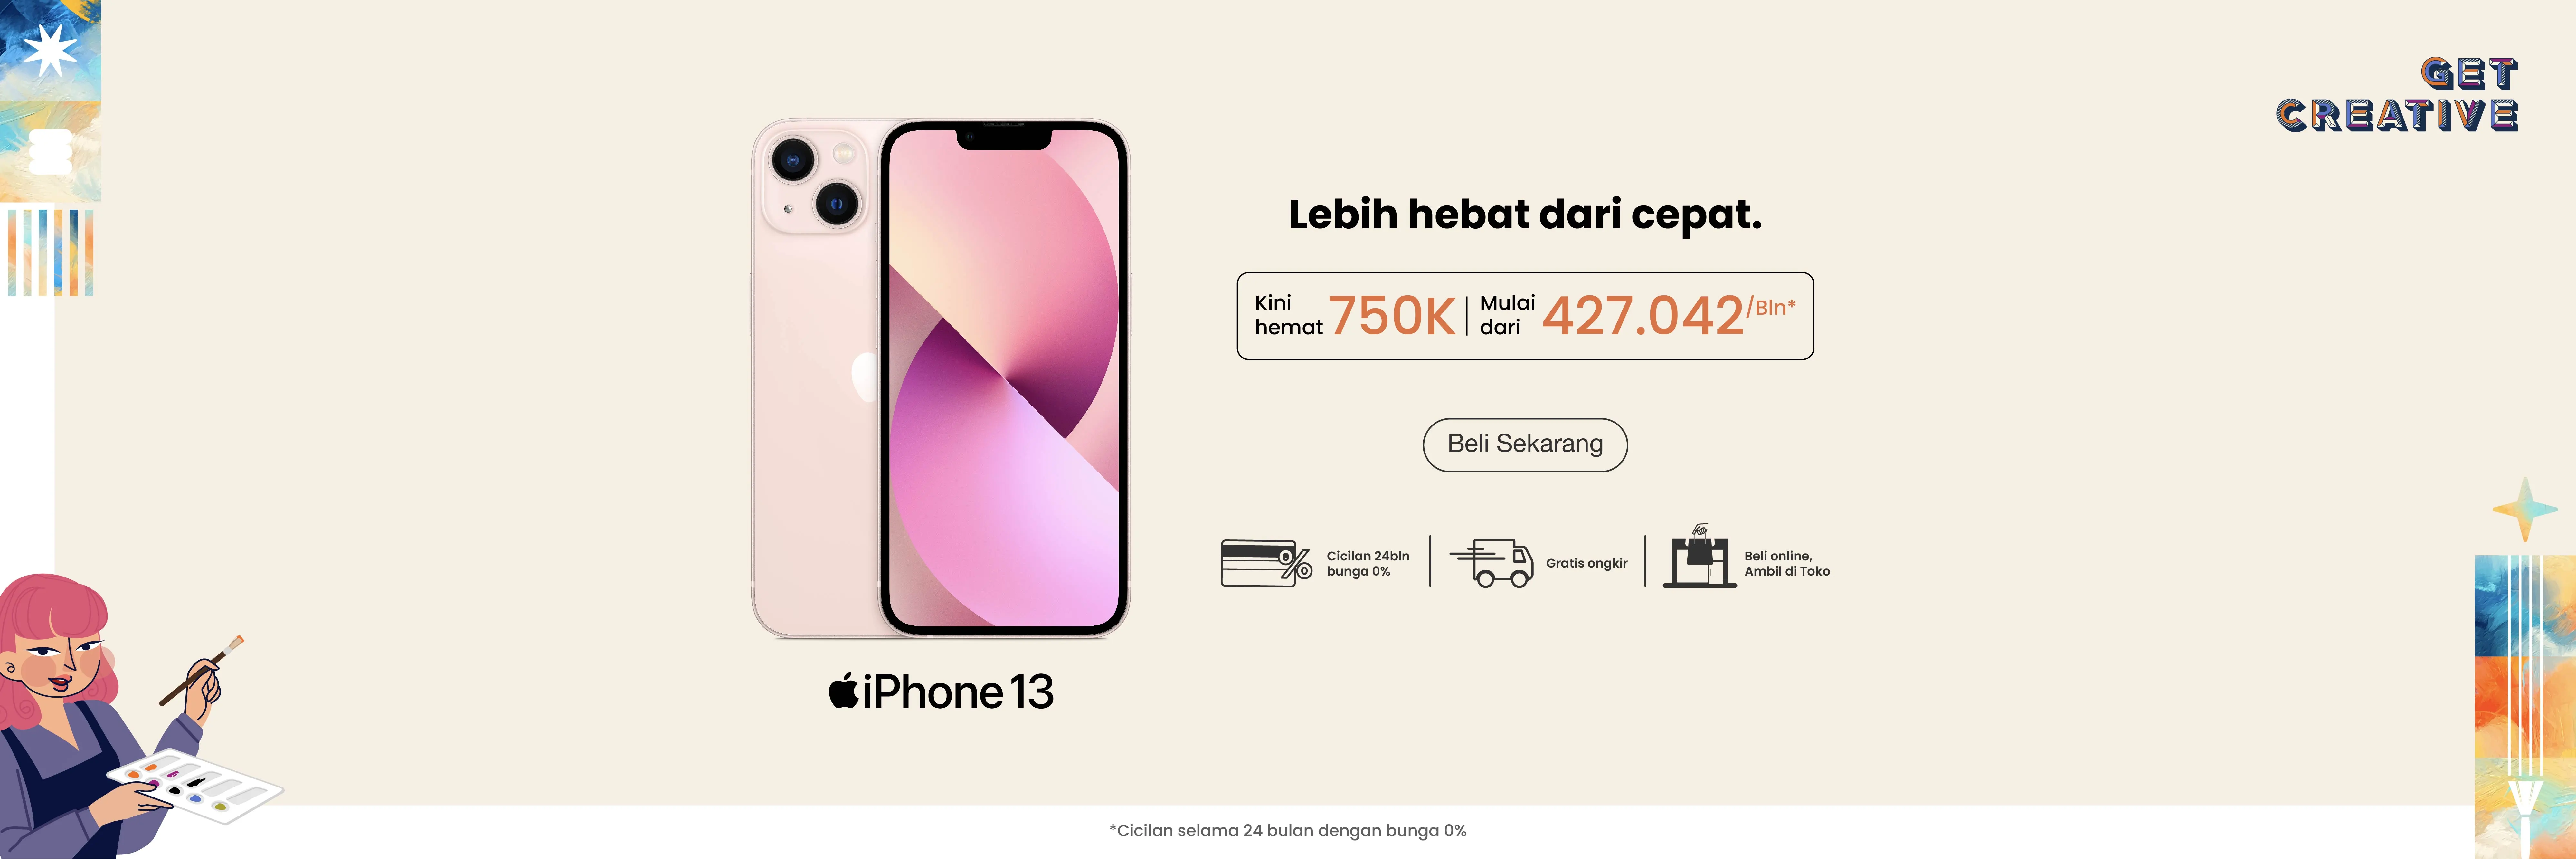 GET
CREATIVE
Lebih hebat dari cepat.
Kini
hemat
750K
Mulai
dari
427.042/Bln*
Beli Sekarang
Cicilan 24bln
bunga 0%
Gratis ongkir
Beli online,
Ambil di Toko
iPhone 13
*Cicilan selama 24 bulan dengan bunga 0%